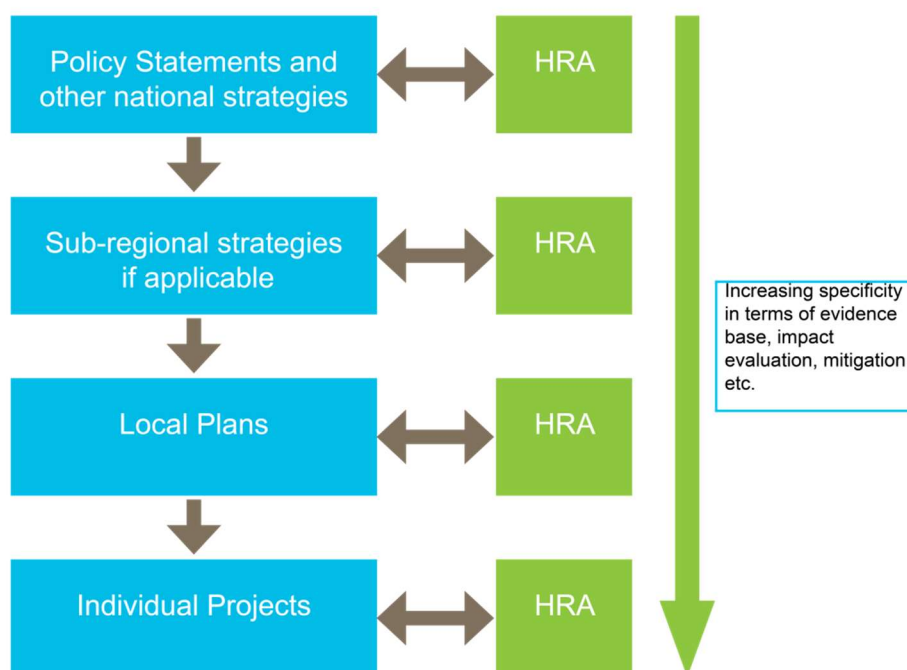 Policy Statements and
other national strategies
HRA
Sub-regional strategies
if applicable
HRA
Increasing specificity
in terms of evidence
base, impact
evaluation, mitigation
etc.
Local Plans
HRA
Individual Projects
HRA